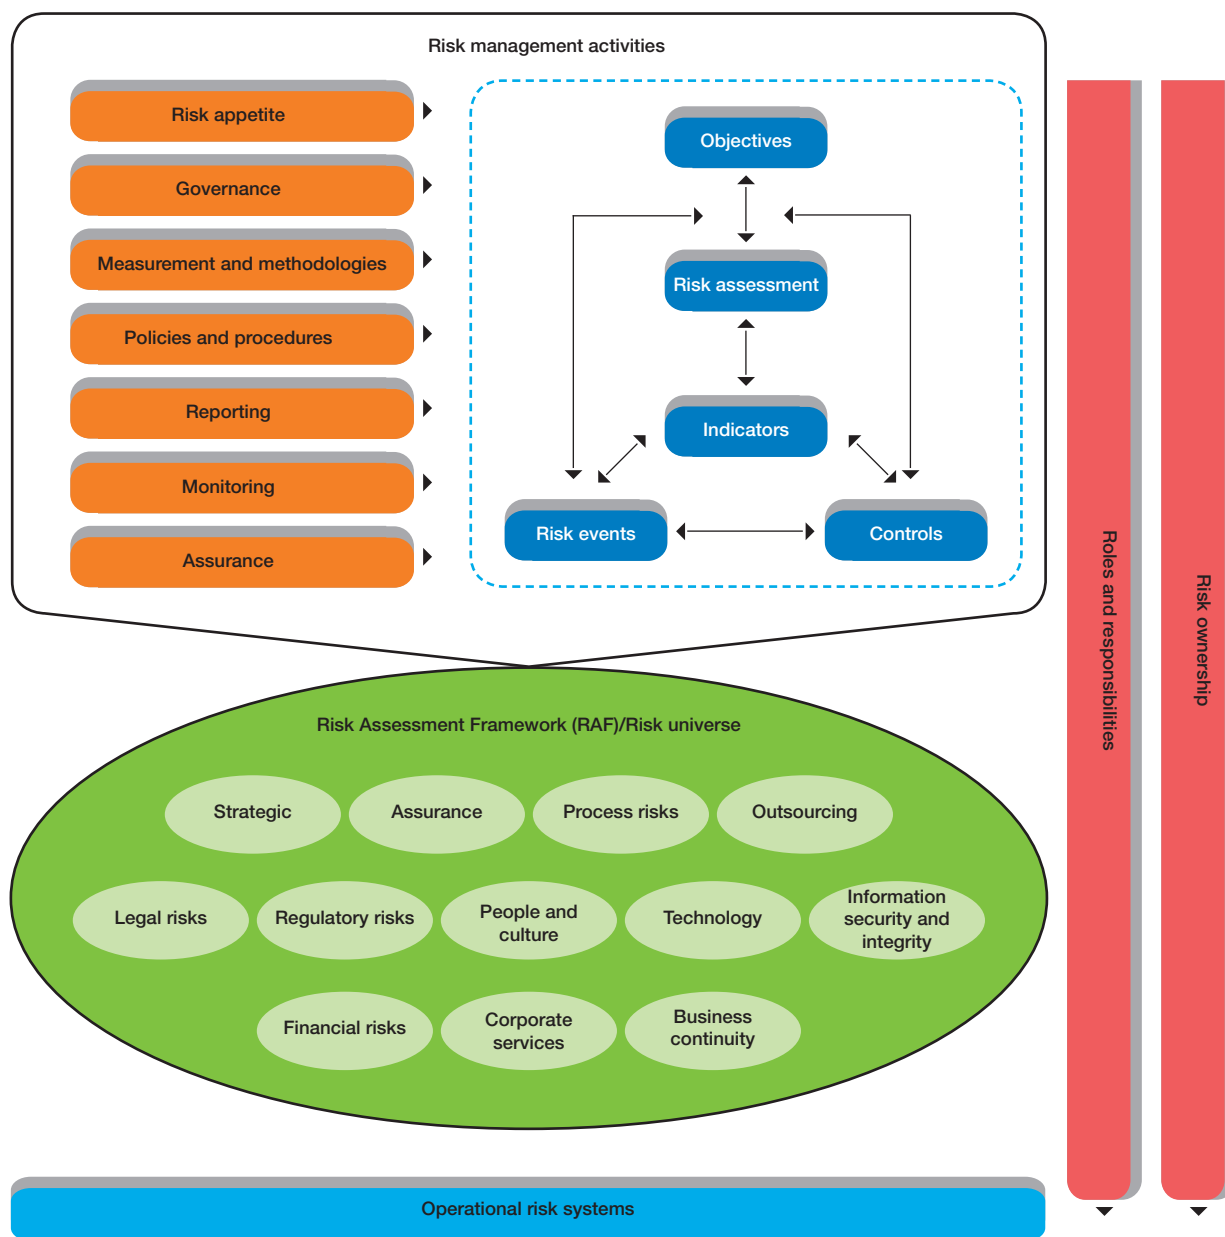 Risk management activities
Risk appetite
Governance
Measurement and methodologies
Policies and procedures
Reporting
Monitoring
Assurance
Objectives
Risk assessment
Indicators
Risk events
Controls
Risk Assessment Framework (RAF)/Risk universe
Strategic
Assurance
Process risks
Outsourcing
Legal risks
Regulatory risks
People and
culture
Technology
Information
security and
integrity
Financial risks
Corporate
services
Business
continuity
Operational risk systems
Roles and responsibilities
Risk ownership